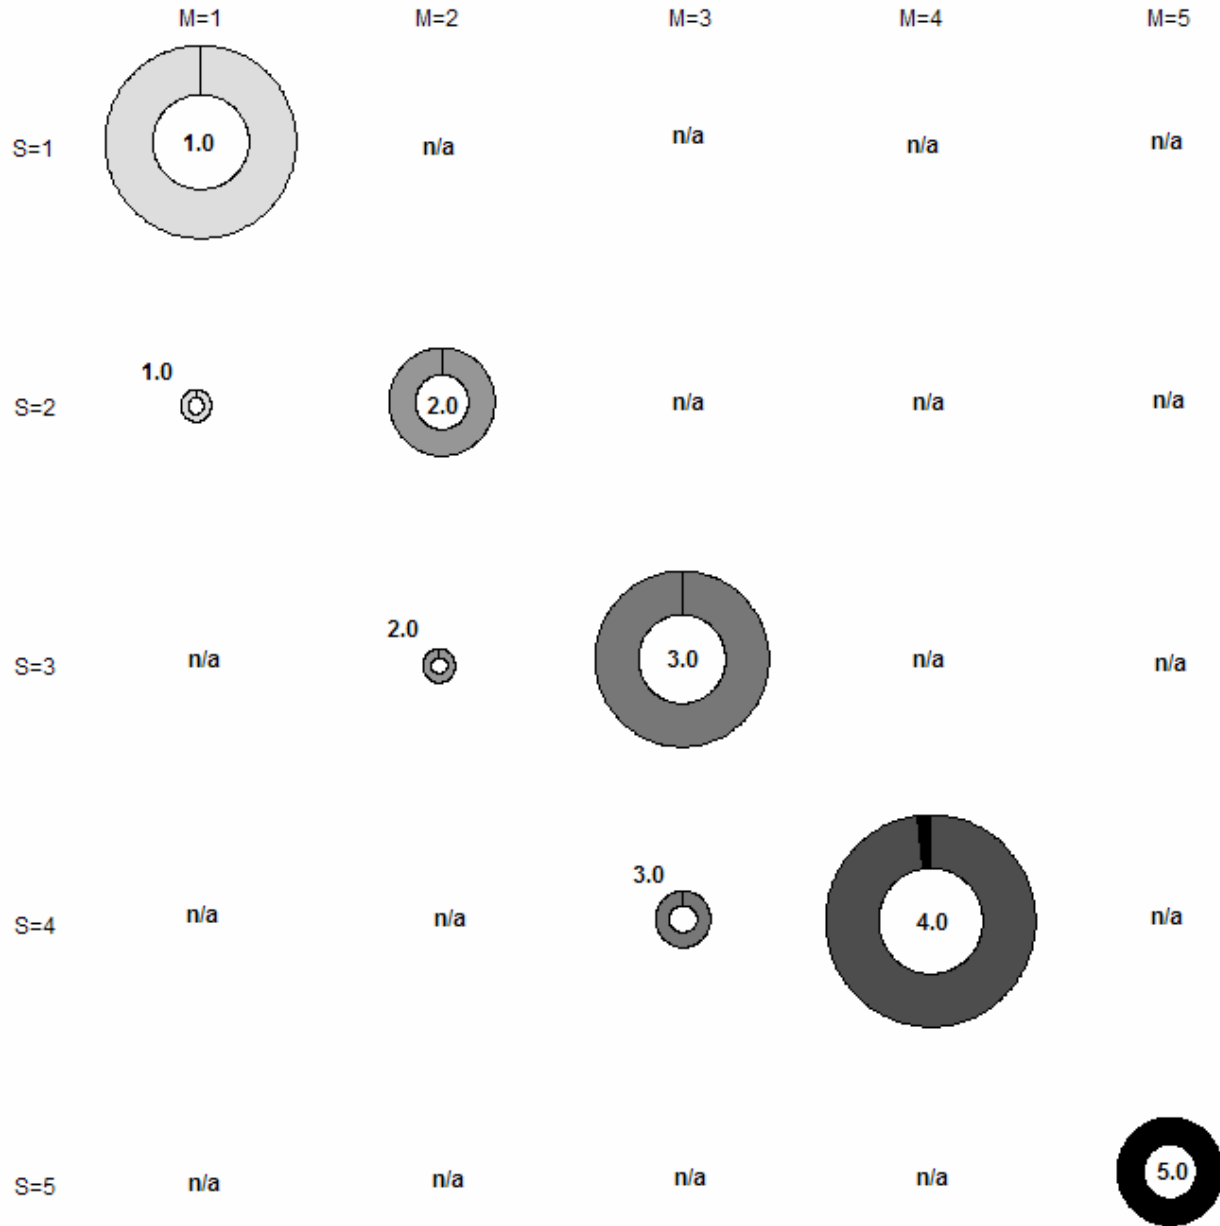 M=1 M=2 M=3 M=4 M=5
S=1 1.0 n/a n/a n/a n/a
S=2 1.0 2.0 n/a n/a n/a
S=3 n/a 2.0 3.0 n/a n/a
S=4 n/a n/a 3.0 4.0 n/a
S=5 n/a n/a n/a n/a 5.0